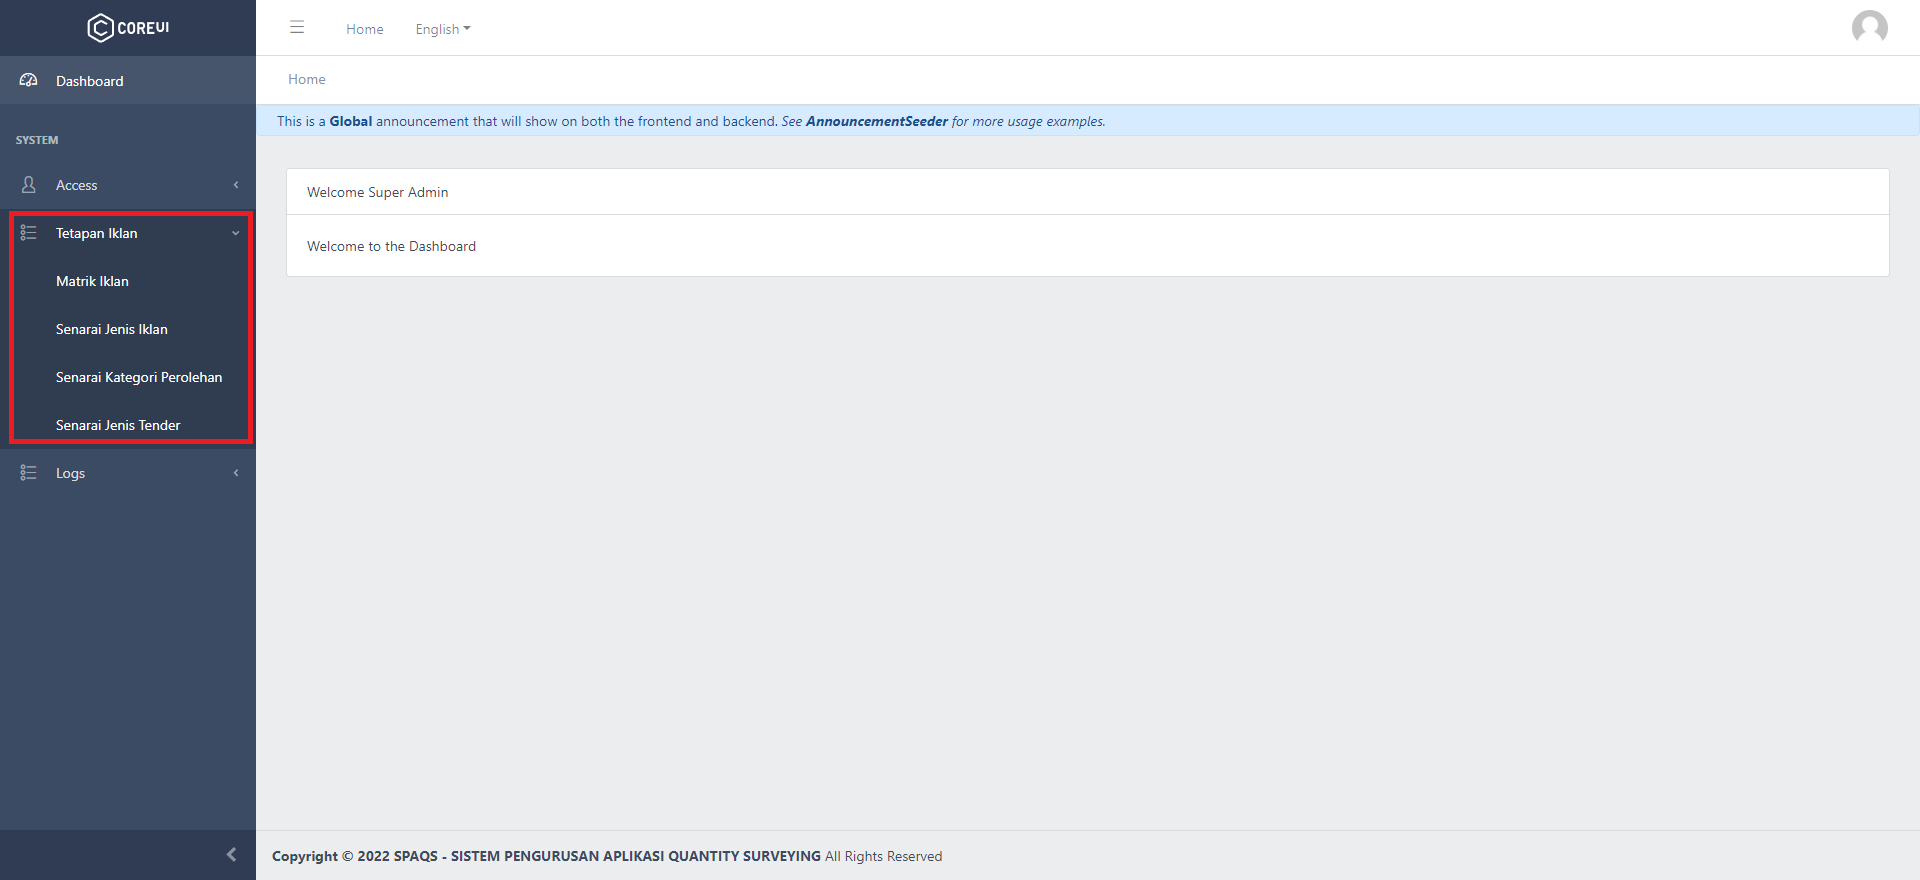 COREUI
Home
English
Dashboard
Home
This is a Global announcement that will show on both the frontend and backend. See AnnouncementSeeder for more usage examples.
SYSTEM
Access
Tetapan Iklan
Matrik Iklan
Senarai Jenis Iklan
Senarai Kategori Perolehan
Senarai Jenis Tender
Logs
Welcome Super Admin
Welcome to the Dashboard
Copyright © 2022 SPAQS - SISTEM PENGURUSAN APLIKASI QUANTITY SURVEYING All Rights Reserved